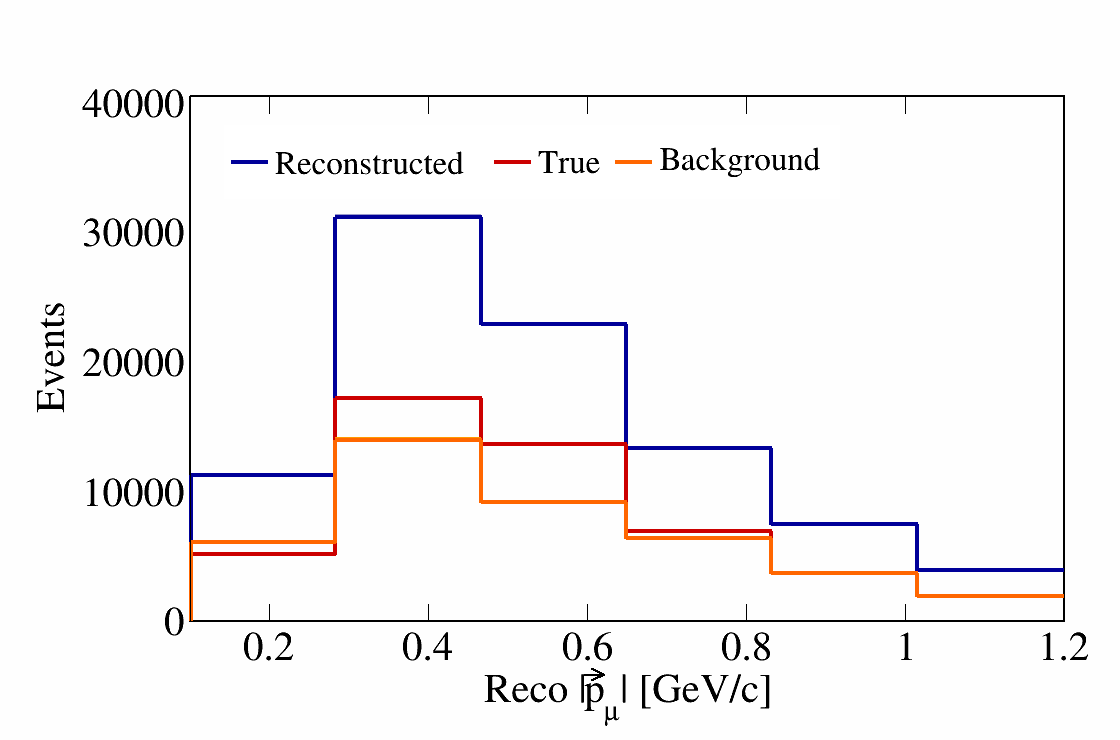 40000
30000
20000
10000
0
Events
Reconstructed True Background
0.2 0.4 0.6 0.8 1 1.2
Reco |p⃗μ| [GeV/c]